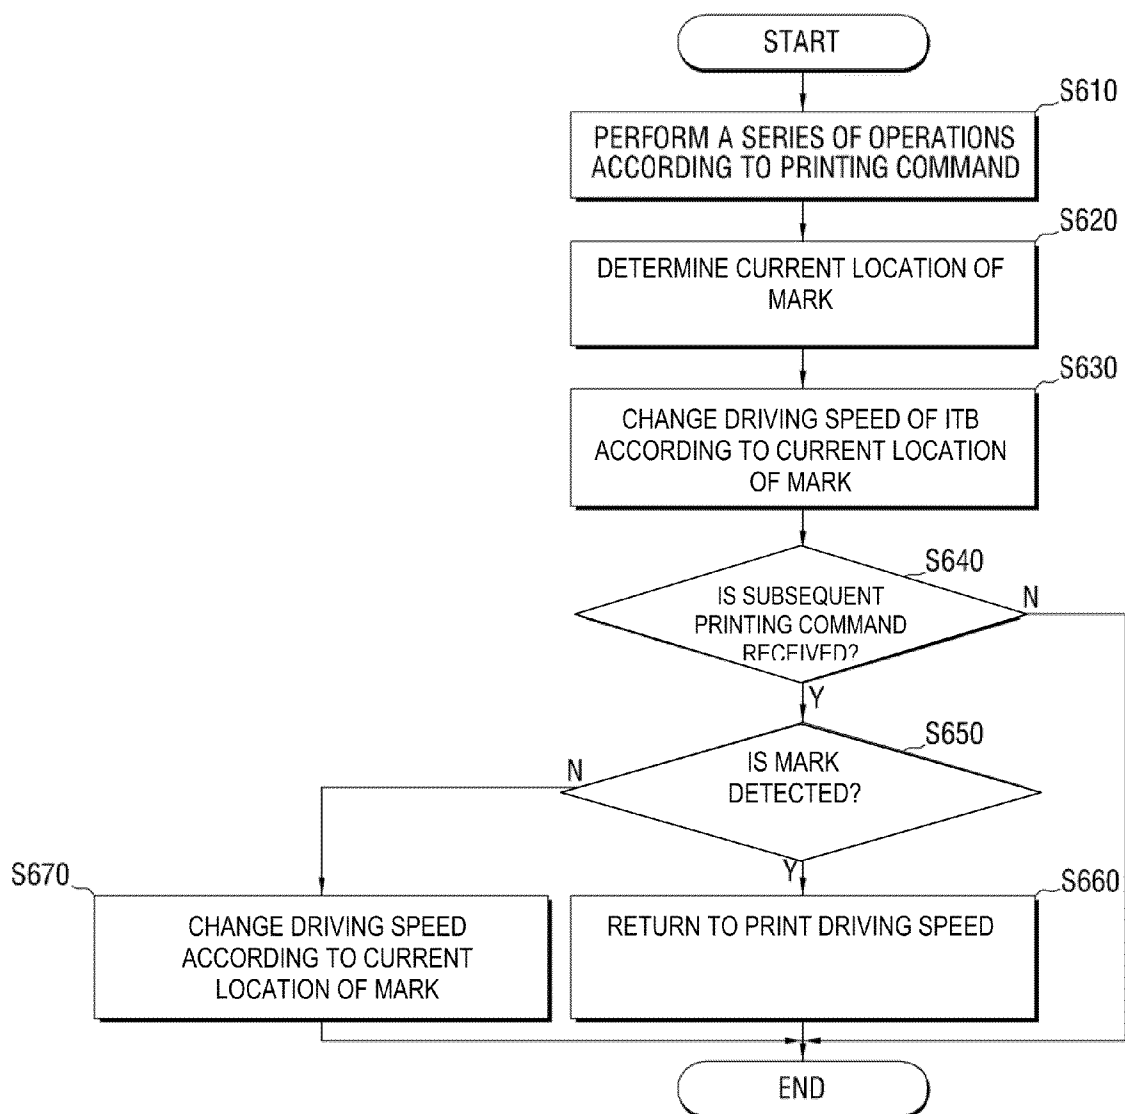 START
S610
PERFORM A SERIES OF OPERATIONS
ACCORDING TO PRINTING COMMAND
S620
DETERMINE CURRENT LOCATION OF
MARK
S630
CHANGE DRIVING SPEED OF ITB
ACCORDING TO CURRENT LOCATION
OF MARK
S640
IS SUBSEQUENT
PRINTING COMMAND
RECEIVED?
N
Y
S650
IS MARK
DETECTED?
N
Y
S670
CHANGE DRIVING SPEED
ACCORDING TO CURRENT
LOCATION OF MARK
S660
RETURN TO PRINT DRIVING SPEED
END